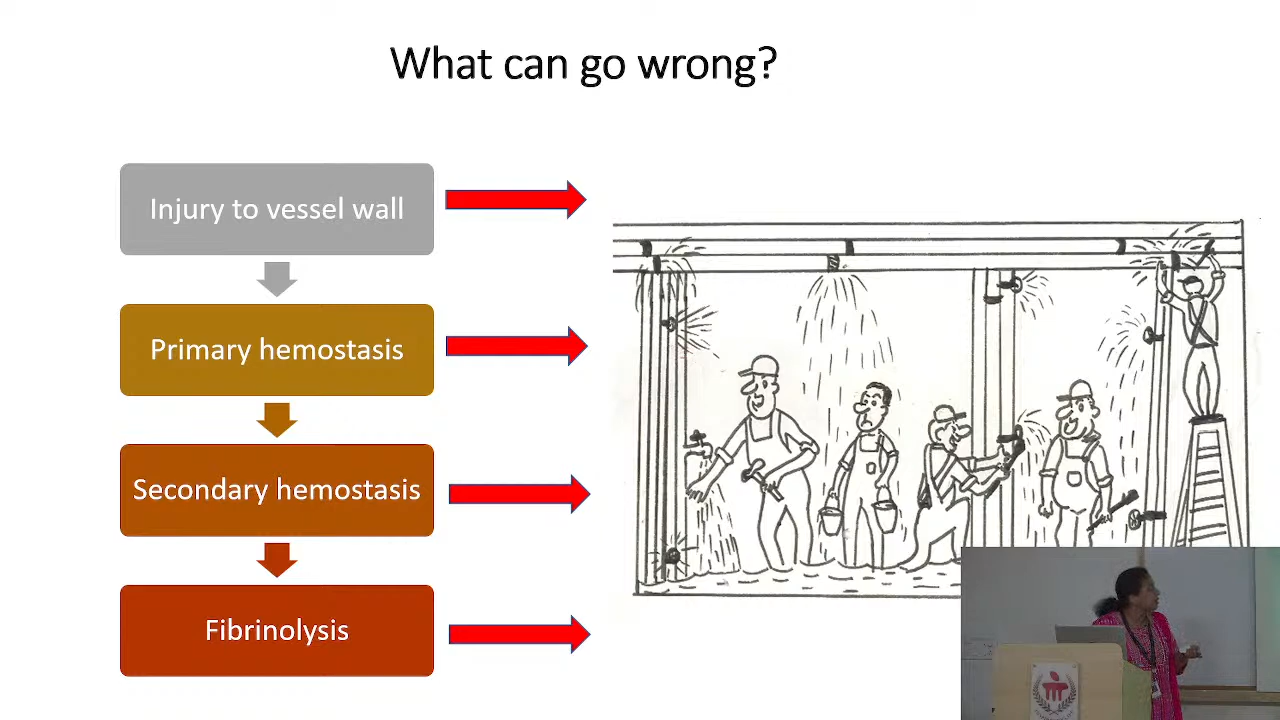 What can go wrong?
Injury to vessel wall
Primary hemostasis
Secondary hemostasis
Fibrinolysis